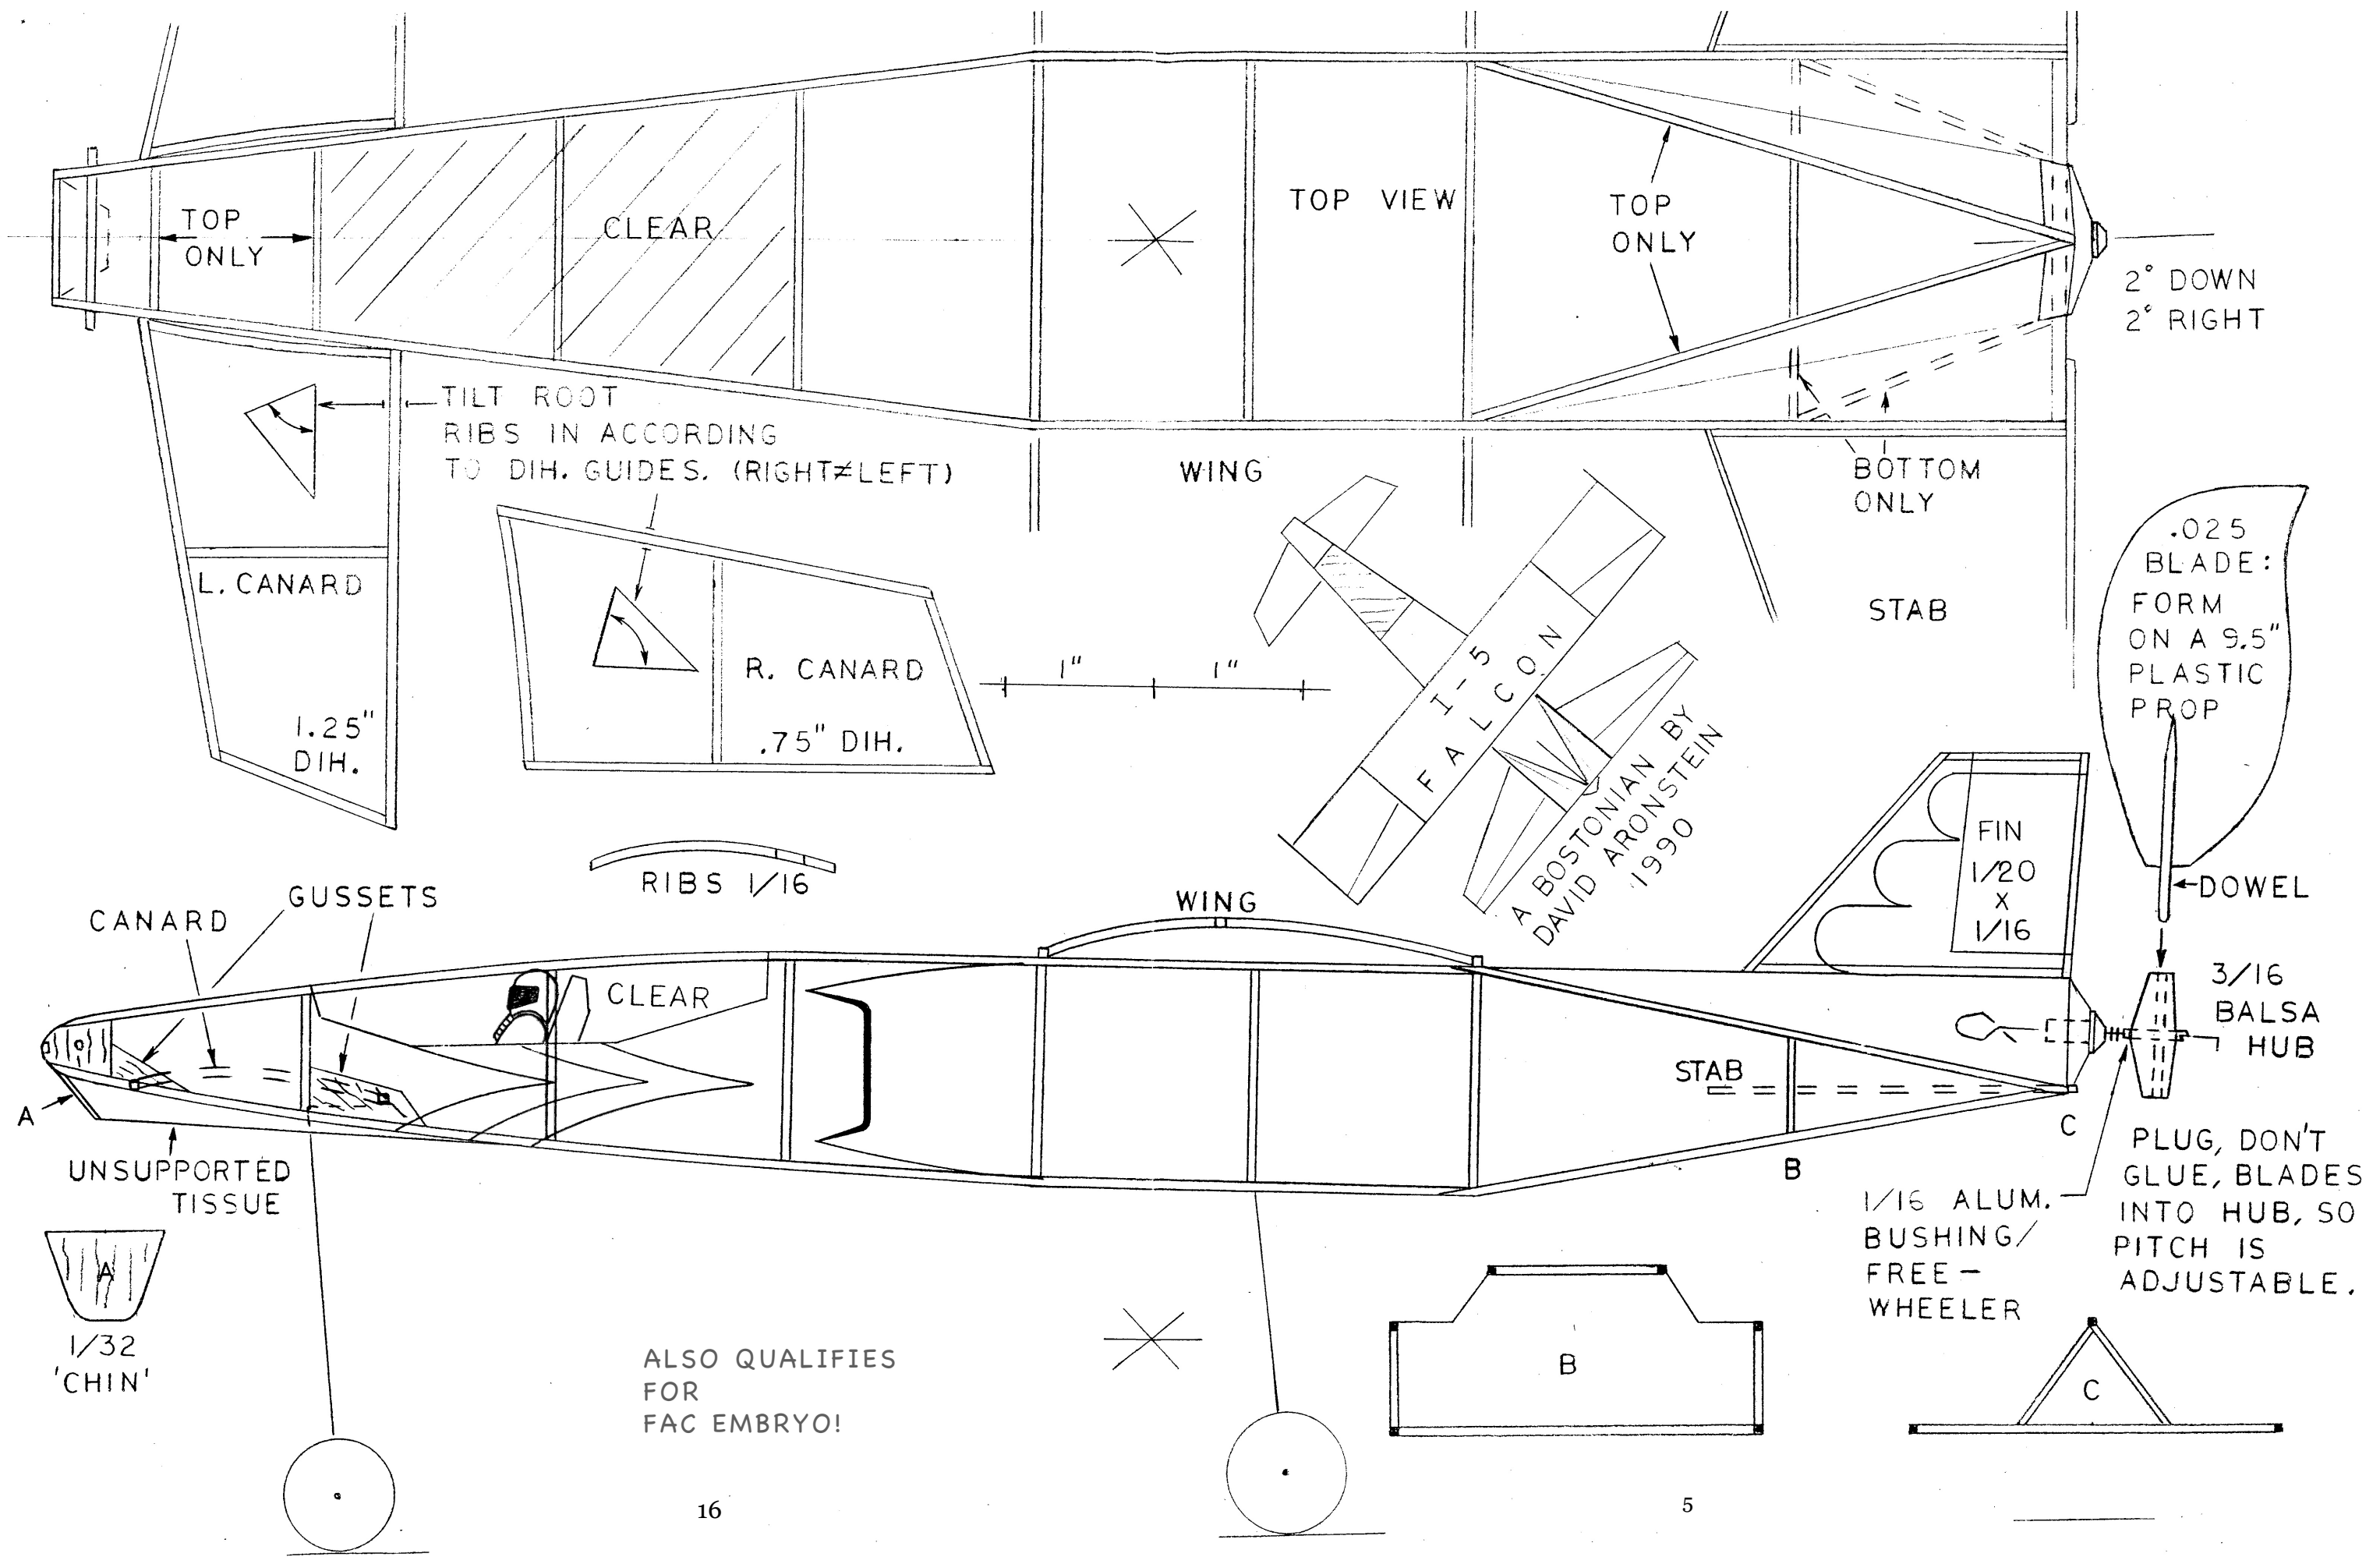 TOP
ONLY
CLEAR
TOP VIEW
TOP
ONLY
2° DOWN
2° RIGHT
TILT ROOT
RIBS IN ACCORDING
TO DIH. GUIDES. (RIGHT≠LEFT)
WING
BOTTOM
ONLY
L. CANARD
1.25"
DIH.
R. CANARD
.75" DIH.
1"
1"
I-5
FALCON
A BOSTONIAN BY
DAVID ARONSTEIN
1990
STAB
.025
BLADE:
FORM
ON A 9.5"
PLASTIC
PROP
RIBS 1/16
GUSSETS
CANARD
WING
CLEAR
FIN
1/20
X
1/16
DOWEL
3/16
BALSA
HUB
STAB
A
B
C
UNSUPPORTED
TISSUE
1/16 ALUM.
BUSHING/
FREE-
WHEELER
PLUG, DON'T
GLUE, BLADES
INTO HUB, SO
PITCH IS
ADJUSTABLE.
A
1/32
'CHIN'
ALSO QUALIFIES
FOR
FAC EMBRYO!
B
C
16
5